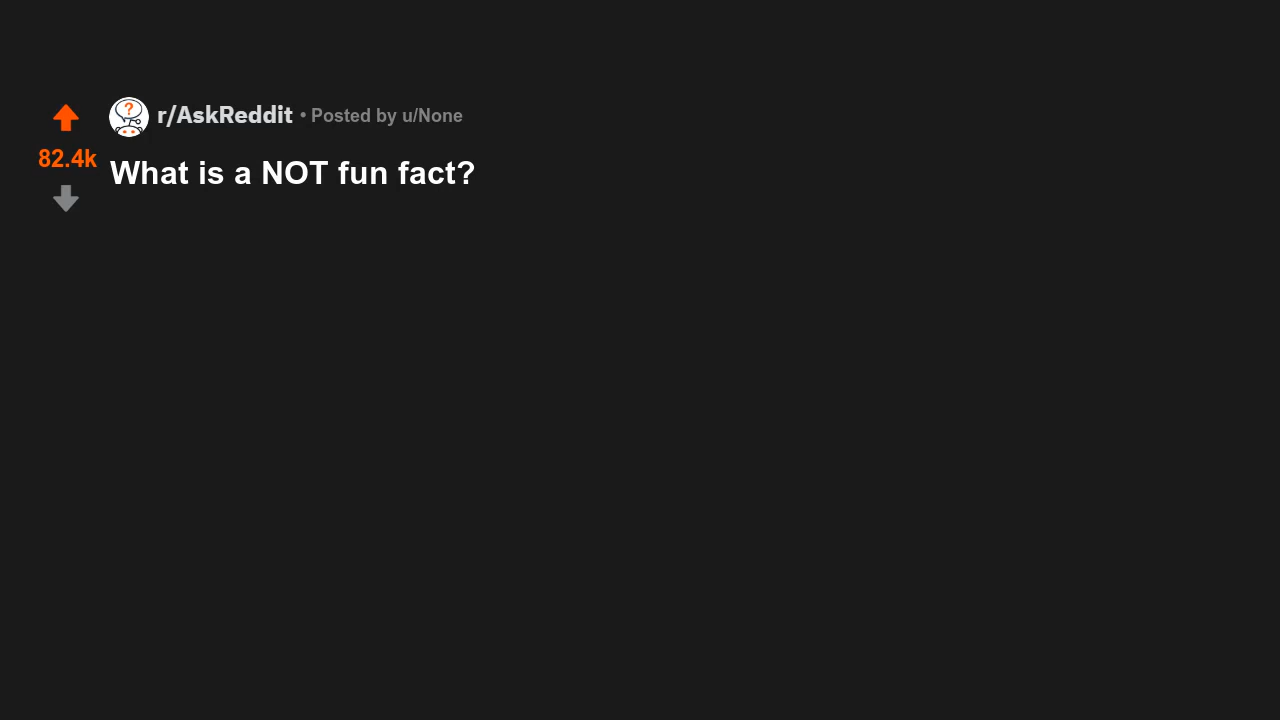 r/AskReddit • Posted by u/None
82.4k
What is a NOT fun fact?